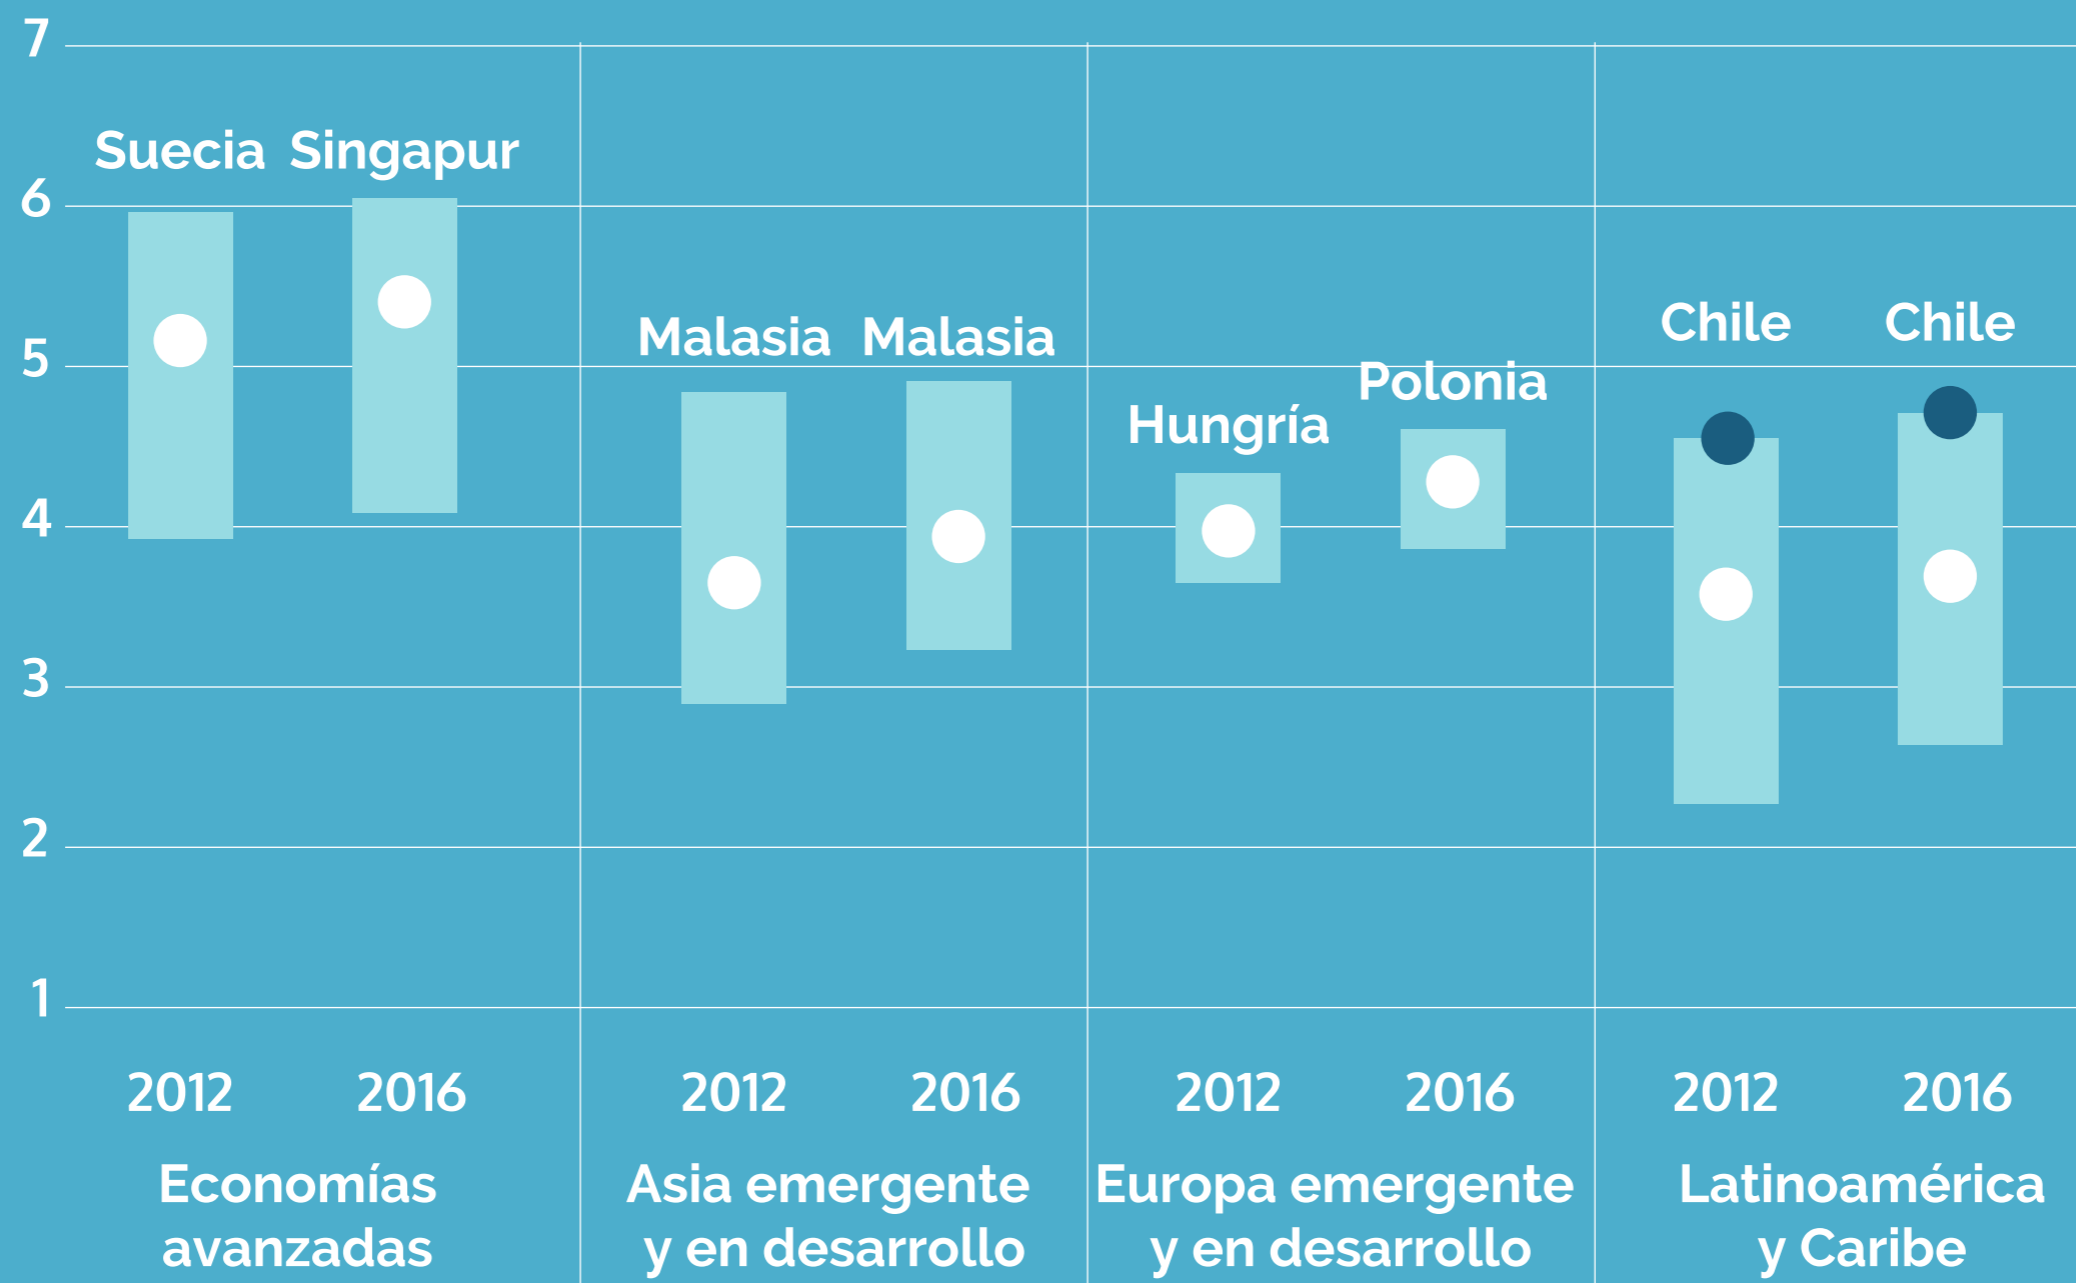 7
Suecia Singapur
6
Chile Chile
Malasia Malasia
5
Polonia
Hungría
4
3
2
1
2012 2016 2012 2016 2012 2016 2012 2016
Economías
avanzadas
Asia emergente
y en desarrollo
Europa emergente
y en desarrollo
Latinoamérica
y Caribe